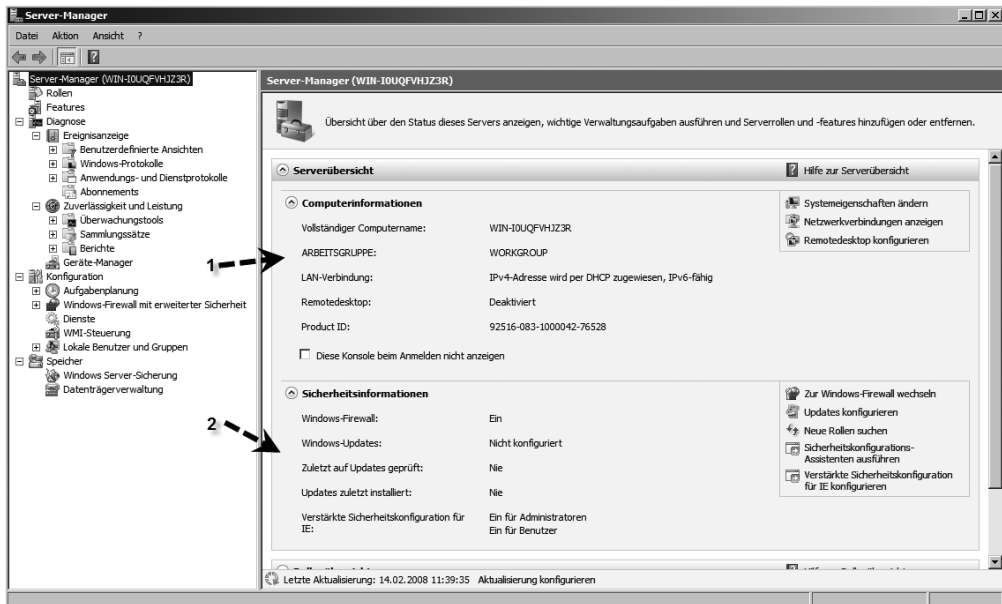 Server-Manager
Datei Aktion Ansicht ?
Server-Manager (WIN-I0UQFVHJZ3R)
Rollen
Features
Diagnose
Ereignisanzeige
Benutzerdefinierte Ansichten
Windows-Protokolle
Anwendungs- und Dienstprotokolle
Abonnements
Zuverlässigkeit und Leistung
Überwachungstools
Sammlungssätze
Berichte
Geräte-Manager
Konfiguration
Aufgabenplanung
Windows-Firewall mit erweiterter Sicherheit
Dienste
WMI-Steuerung
Lokale Benutzer und Gruppen
Speicher
Windows Server-Sicherung
Datenträgerverwaltung
1
2
Server-Manager (WIN-I0UQFVHJZ3R)
Übersicht über den Status dieses Servers anzeigen, wichtige Verwaltungsaufgaben ausführen und Serverrollen und -features hinzufügen oder entfernen.
Serverübersicht
Hilfe zur Serverübersicht
Computerinformationen
Vollständiger Computername: WIN-I0UQFVHJZ3R
ARBEITSGRUPPE: WORKGROUP
LAN-Verbindung: IPv4-Adresse wird per DHCP zugewiesen, IPv6-fähig
Remotedesktop: Deaktiviert
Product ID: 92516-083-1000042-76528
Diese Konsole beim Anmelden nicht anzeigen
Systemeigenschaften ändern
Netzwerkverbindungen anzeigen
Remotedesktop konfigurieren
Sicherheitsinformationen
Windows-Firewall: Ein
Windows-Updates: Nicht konfiguriert
Zuletzt auf Updates geprüft: Nie
Updates zuletzt installiert: Nie
Verstärkte Sicherheitskonfiguration für Ein für Administratoren
IE: Ein für Benutzer
Zur Windows-Firewall wechseln
Updates konfigurieren
Neue Rollen suchen
Sicherheitskonfigurations-
Assistenten ausführen
Verstärkte Sicherheitskonfiguration
für IE konfigurieren
Letzte Aktualisierung: 14.02.2008 11:39:35 Aktualisierung konfigurieren